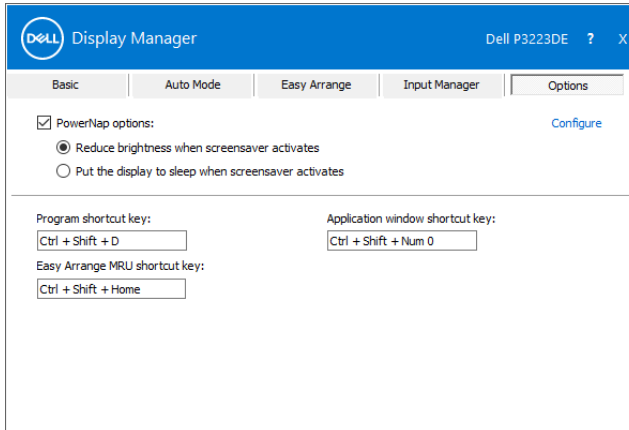 DELL Display Manager Dell P3223DE ? X
Basic Auto Mode Easy Arrange Input Manager Options
PowerNap options: Configure
Reduce brightness when screensaver activates
Put the display to sleep when screensaver activates
Program shortcut key: Application window shortcut key:
Ctrl + Shift + D Ctrl + Shift + Num 0
Easy Arrange MRU shortcut key:
Ctrl + Shift + Home